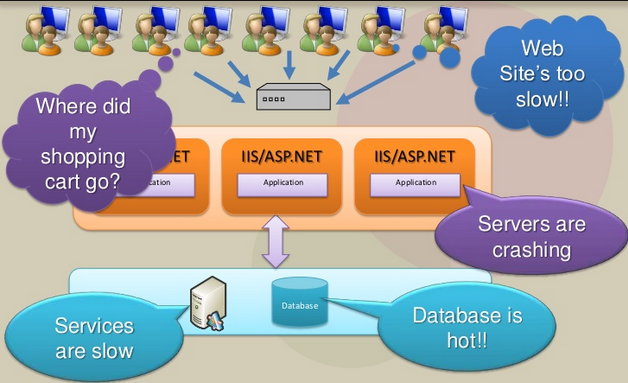 Web
Site's too
slow!!
Where did
my
shopping
cart go?
IIS/ASP.NET
IIS/ASP.NET
Application
Application
Servers are
crashing
Database
Services
are slow
Database is
hot!!